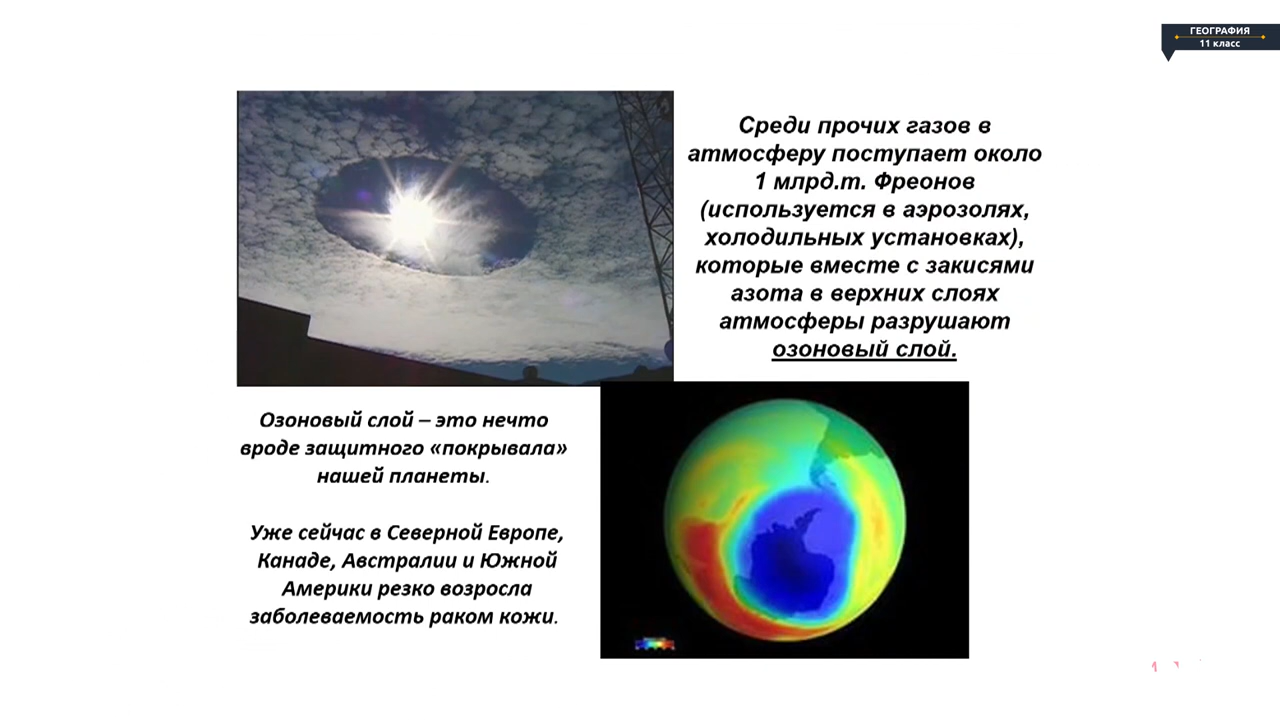 ГЕОГРАФИЯ
11 класс
Среди прочих газов в
атмосферу поступает около
1 млрд.т. Фреонов
(используется в аэрозолях,
холодильных установках),
которые вместе с закисями
азота в верхних слоях
атмосферы разрушают
озоновый слой.
Озоновый слой – это нечто
вроде защитного «покрывала»
нашей планеты.
Уже сейчас в Северной Европе,
Канаде, Австралии и Южной
Америки резко возросла
заболеваемость раком кожи.